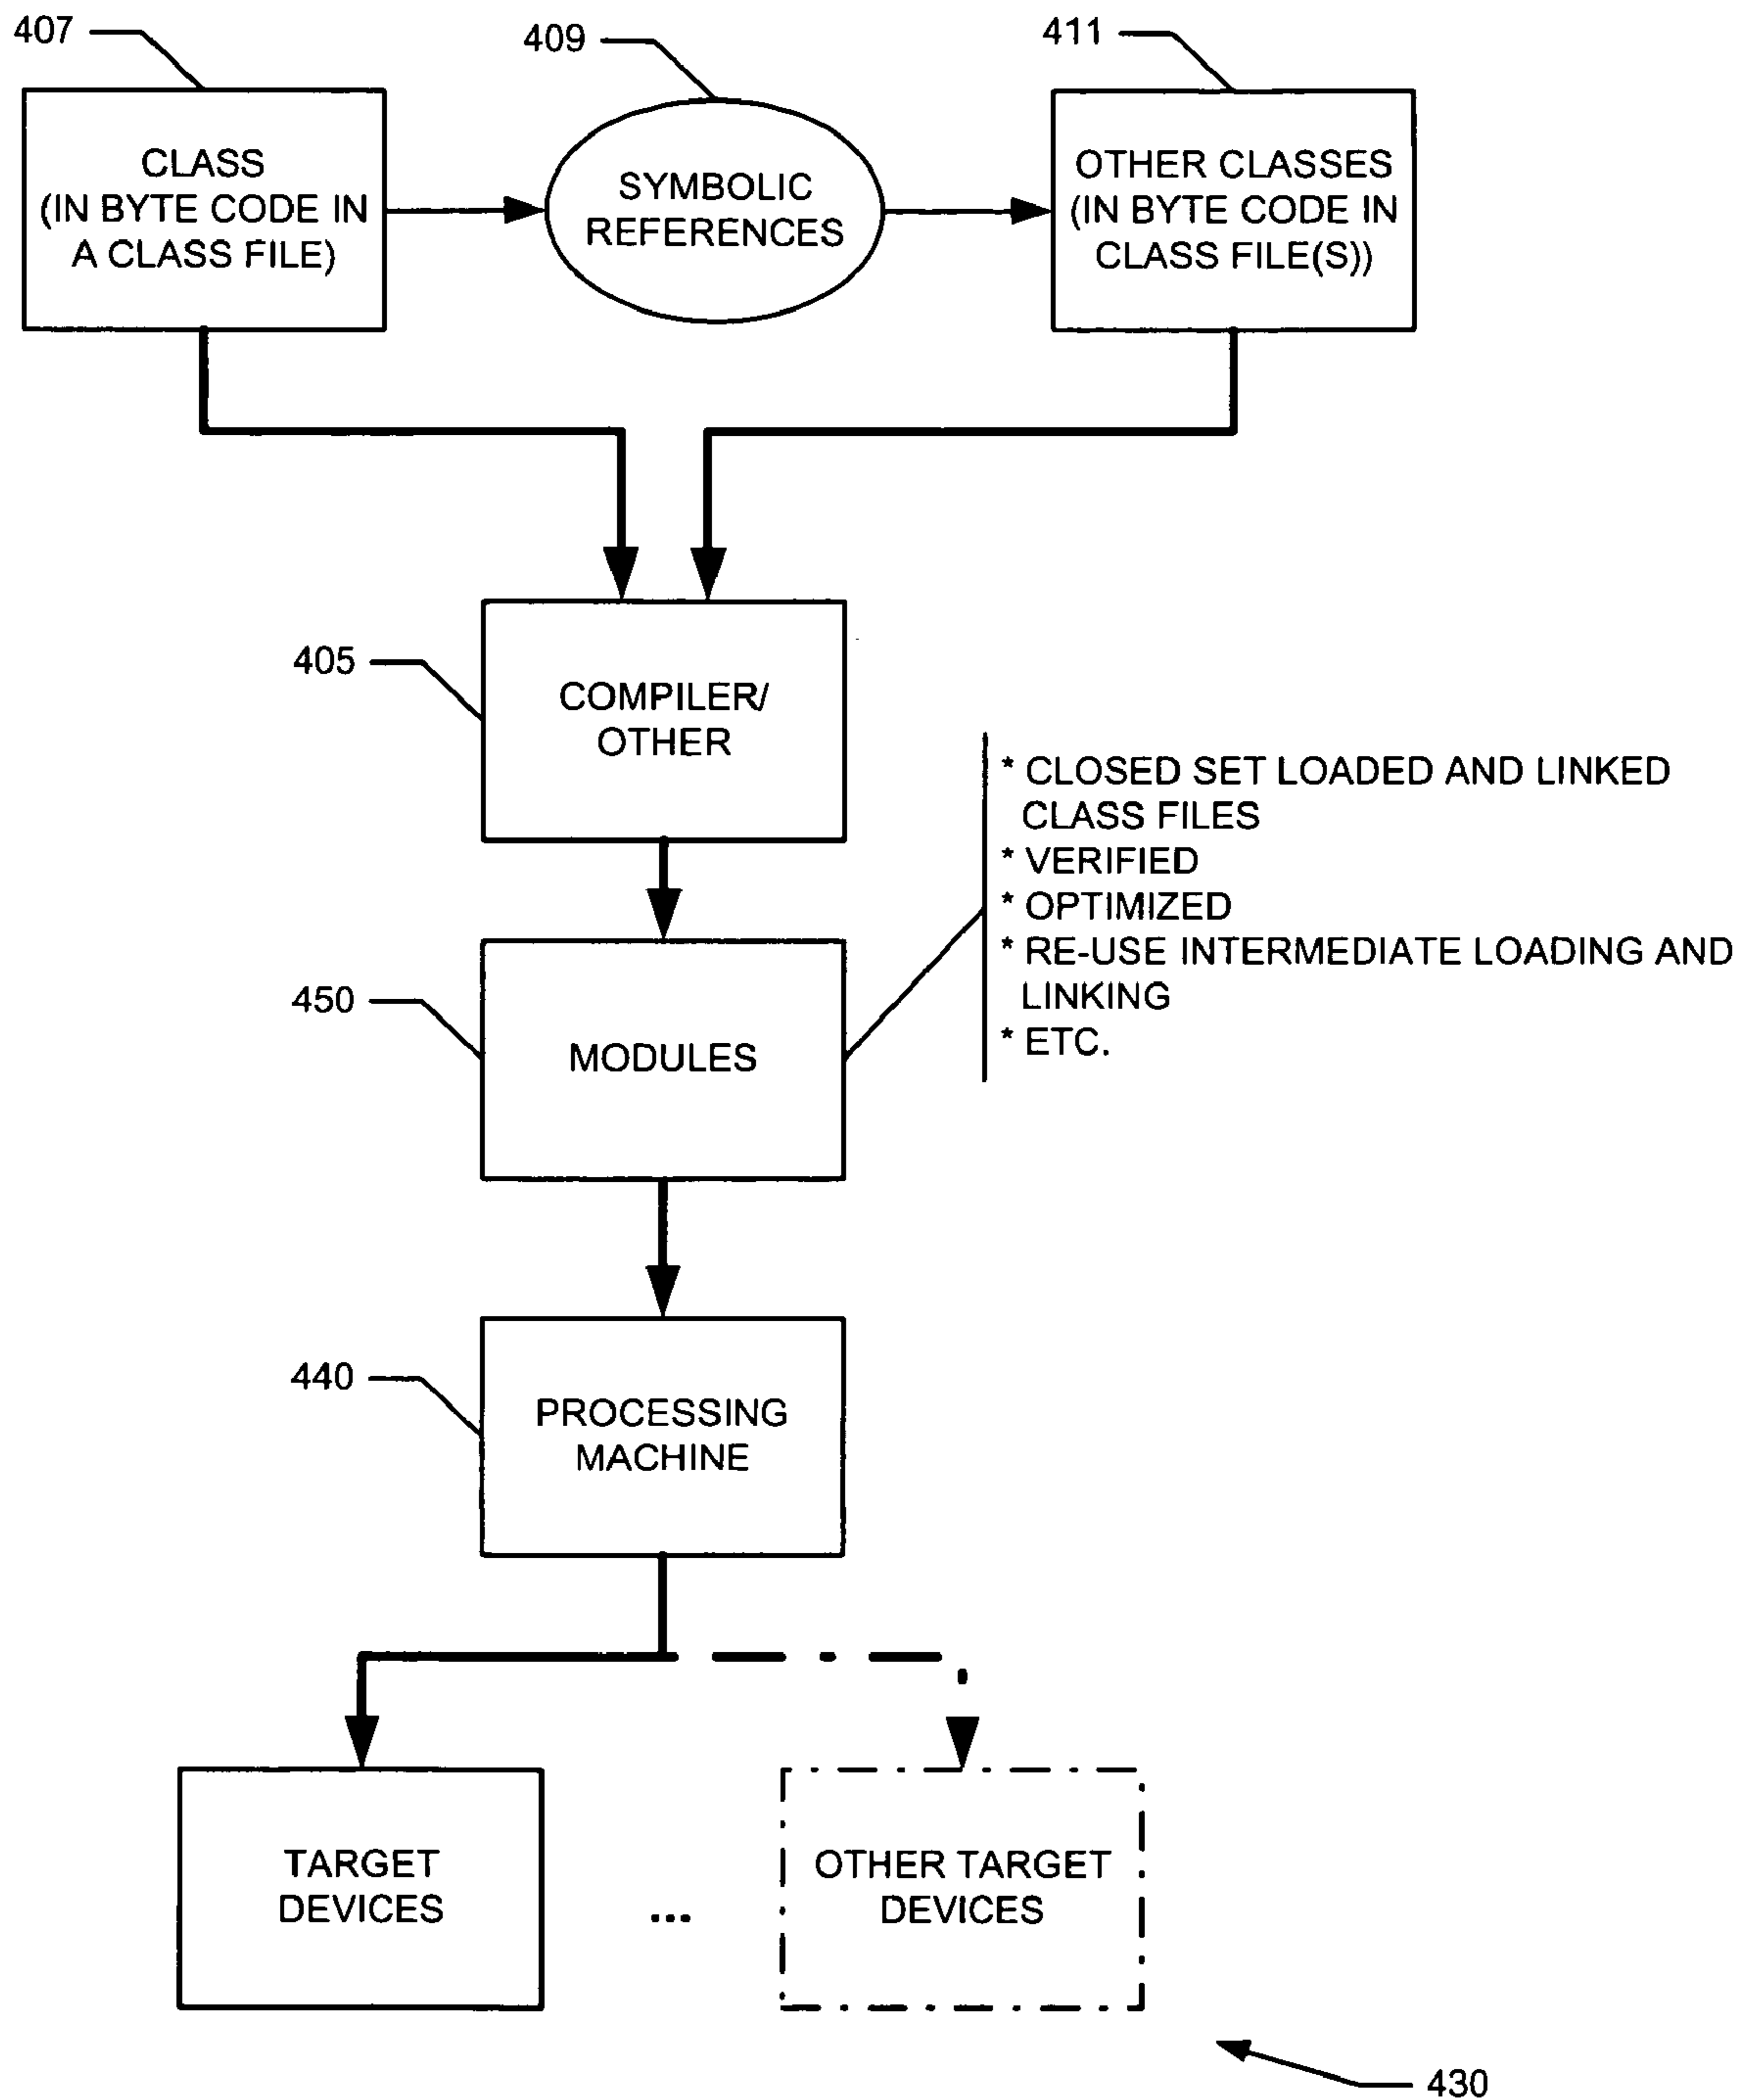 407
409
411
CLASS
(IN BYTE CODE IN
A CLASS FILE)
SYMBOLIC
REFERENCES
OTHER CLASSES
(IN BYTE CODE IN
CLASS FILE(S))
405
COMPILER/
OTHER
* CLOSED SET LOADED AND LINKED
CLASS FILES
* VERIFIED
* OPTIMIZED
* RE-USE INTERMEDIATE LOADING AND
LINKING
* ETC.
450
MODULES
440
PROCESSING
MACHINE
TARGET
DEVICES
...
OTHER TARGET
DEVICES
430